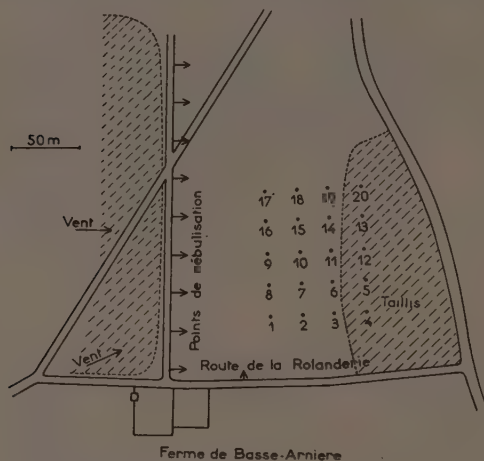 50 m
17 18 20
Vent
16 15 14 13
9 10 11 12
8 7 6 5
Points de nébulisation
Taillis
1 2 3 4
Vent
Route de la Rolanderie
Ferme de Basse-Arniere